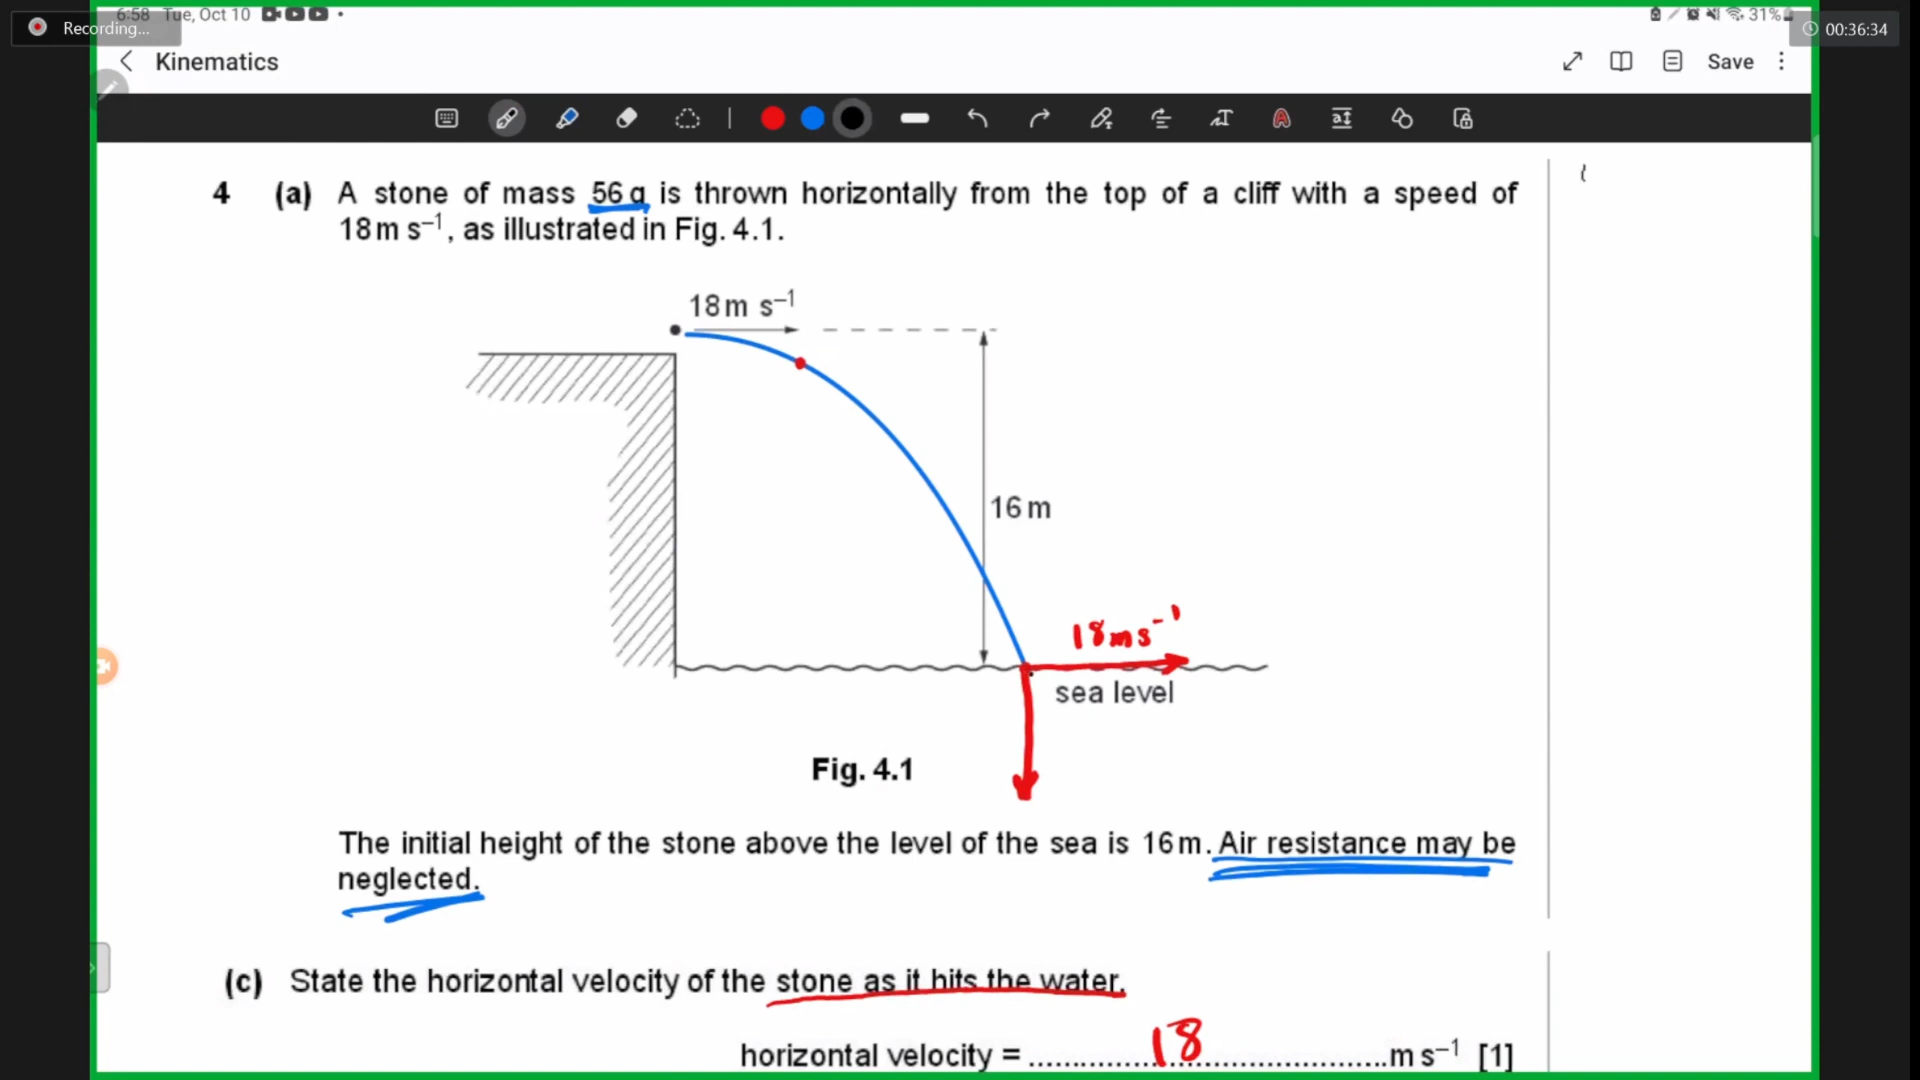 Recording...
6:58 Tue, Oct 10
31%
00:36:34
Kinematics
Save
4 (a) A stone of mass 56 g is thrown horizontally from the top of a cliff with a speed of
18 m s⁻¹, as illustrated in Fig. 4.1.
18 m s⁻¹
16 m
18 ms⁻¹
sea level
Fig. 4.1
The initial height of the stone above the level of the sea is 16 m. Air resistance may be
neglected.
(c) State the horizontal velocity of the stone as it hits the water.
horizontal velocity = ..............18..............................m s⁻¹ [1]